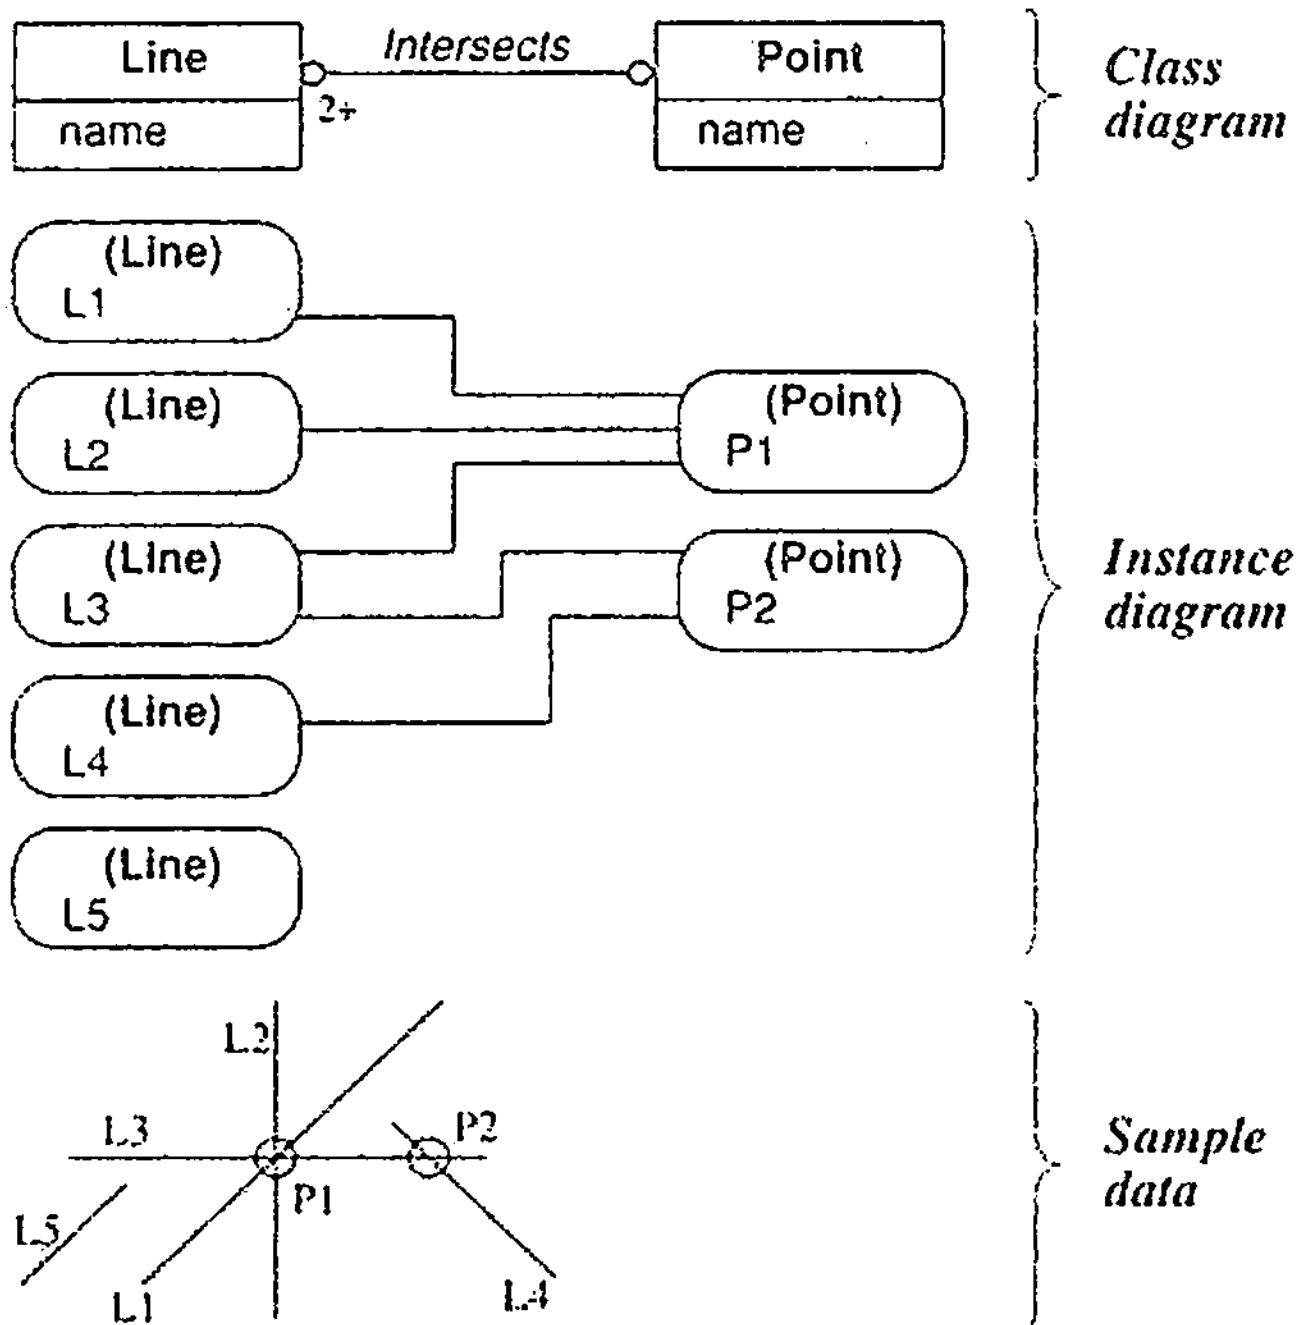 Line
Intersects
Point
2+
name
name
Class
diagram
(Line)
L1
(Line)
L2
(Point)
P1
(Line)
L3
(Point)
P2
Instance
diagram
(Line)
L4
(Line)
L5
L2
L3
P2
P1
L5
L1
L4
Sample
data